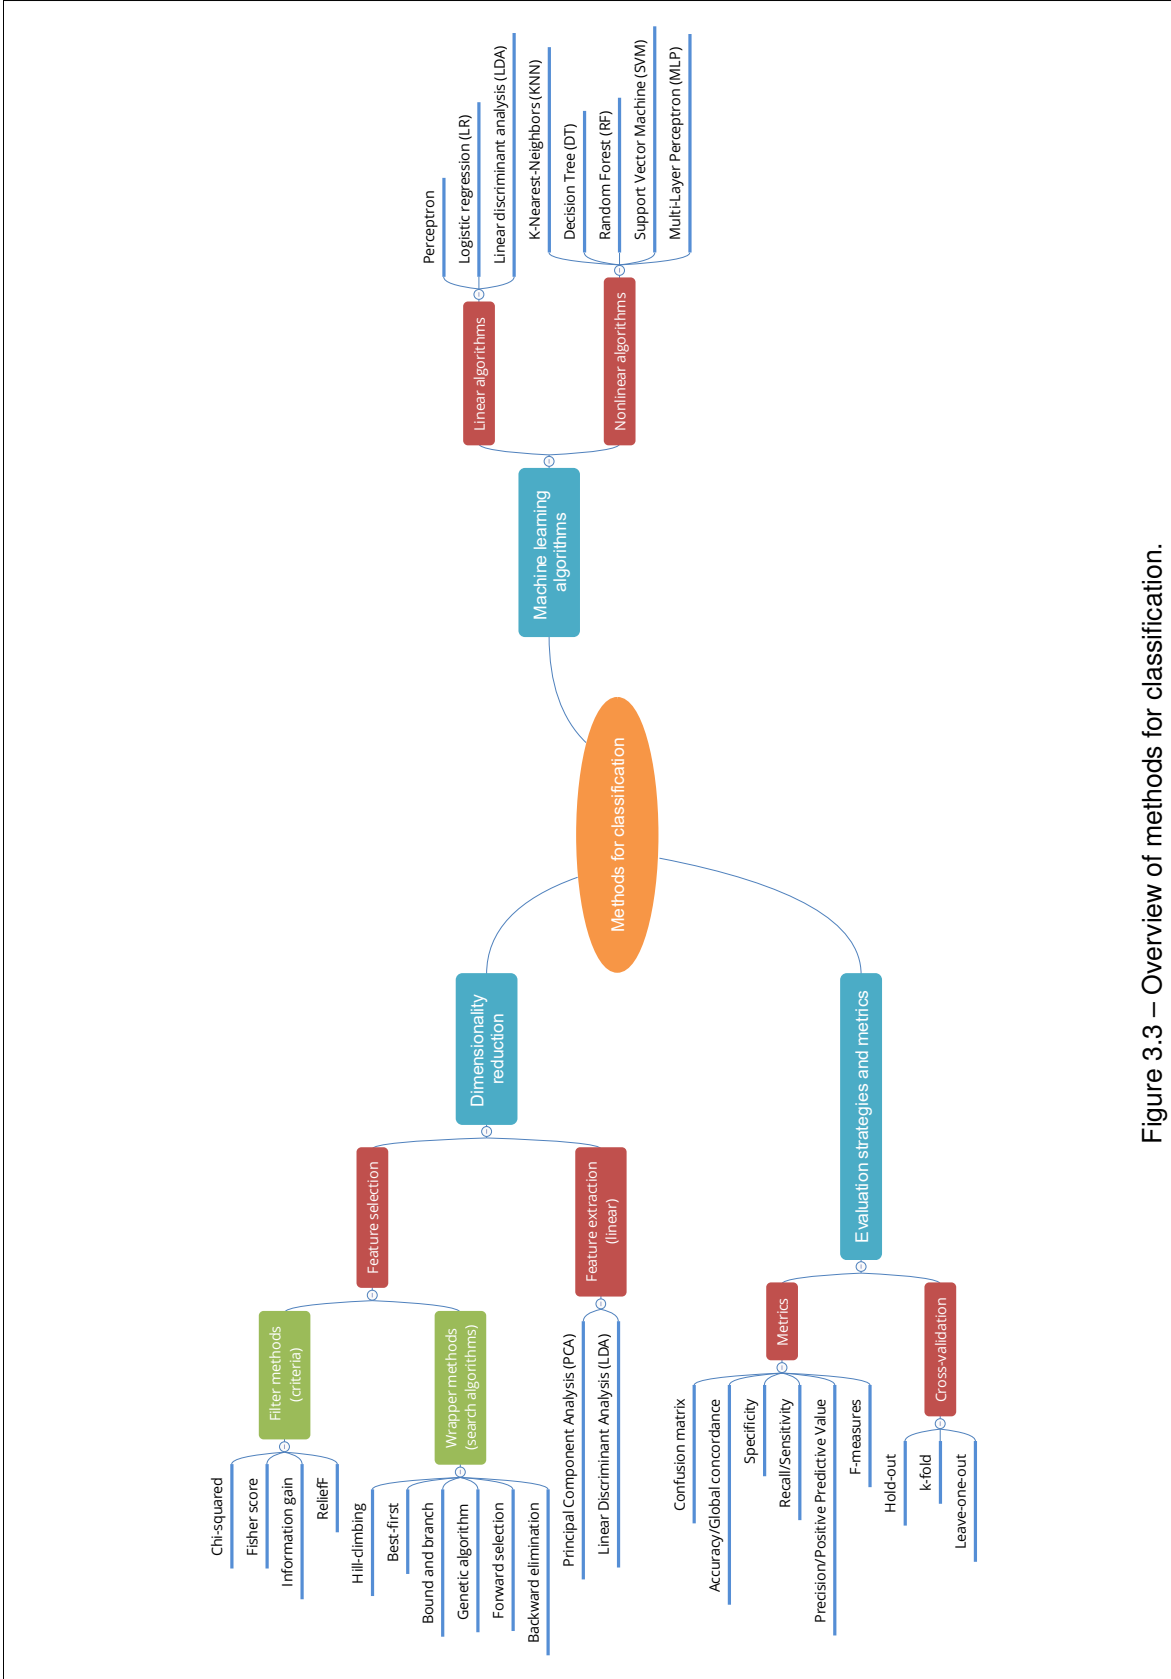 Methods for classification
Machine learning
algorithms
Linear algorithms
Perceptron
Logistic regression (LR)
Linear discriminant analysis (LDA)
Nonlinear algorithms
K-Nearest-Neighbors (KNN)
Decision Tree (DT)
Random Forest (RF)
Support Vector Machine (SVM)
Multi-Layer Perceptron (MLP)
Dimensionality
reduction
Feature selection
Filter methods
(criteria)
Chi-squared
Fisher score
Information gain
ReliefF
Wrapper methods
(search algorithms)
Hill-climbing
Best-first
Bound and branch
Genetic algorithm
Forward selection
Backward elimination
Feature extraction
(linear)
Principal Component Analysis (PCA)
Linear Discriminant Analysis (LDA)
Evaluation strategies and metrics
Metrics
Confusion matrix
Accuracy/Global concordance
Specificity
Recall/Sensitivity
Precision/Positive Predictive Value
F-measures
Cross-validation
Hold-out
k-fold
Leave-one-out
Figure 3.3 – Overview of methods for classification.